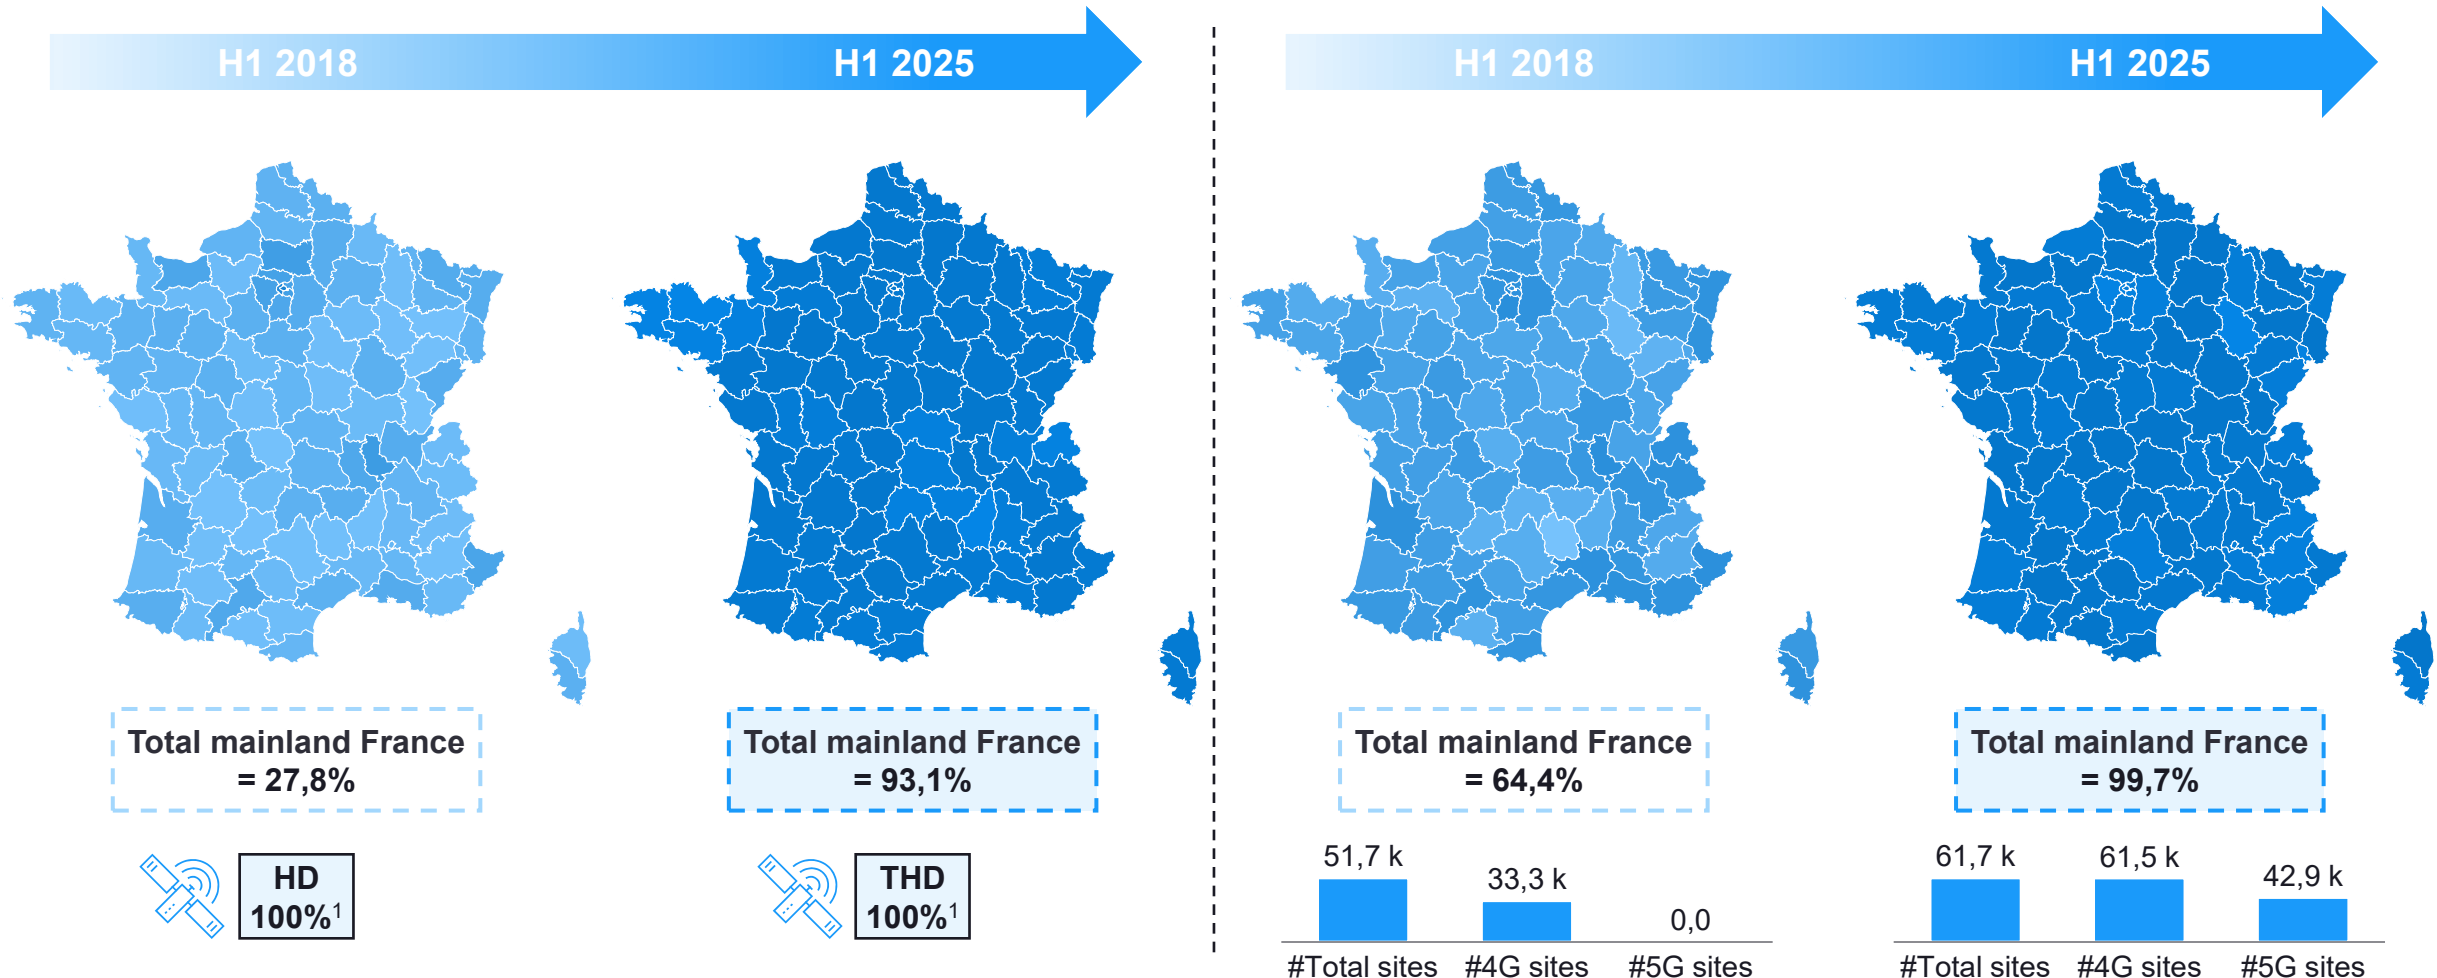 H1 2018
H1 2025
Total mainland France
= 27,8%
Total mainland France
= 93,1%
HD
100%1
THD
100%1
H1 2018
H1 2025
Total mainland France
= 64,4%
Total mainland France
= 99,7%
51,7 k
33,3 k
0,0
#Total sites
#4G sites
#5G sites
61,7 k
61,5 k
42,9 k
#Total sites
#4G sites
#5G sites